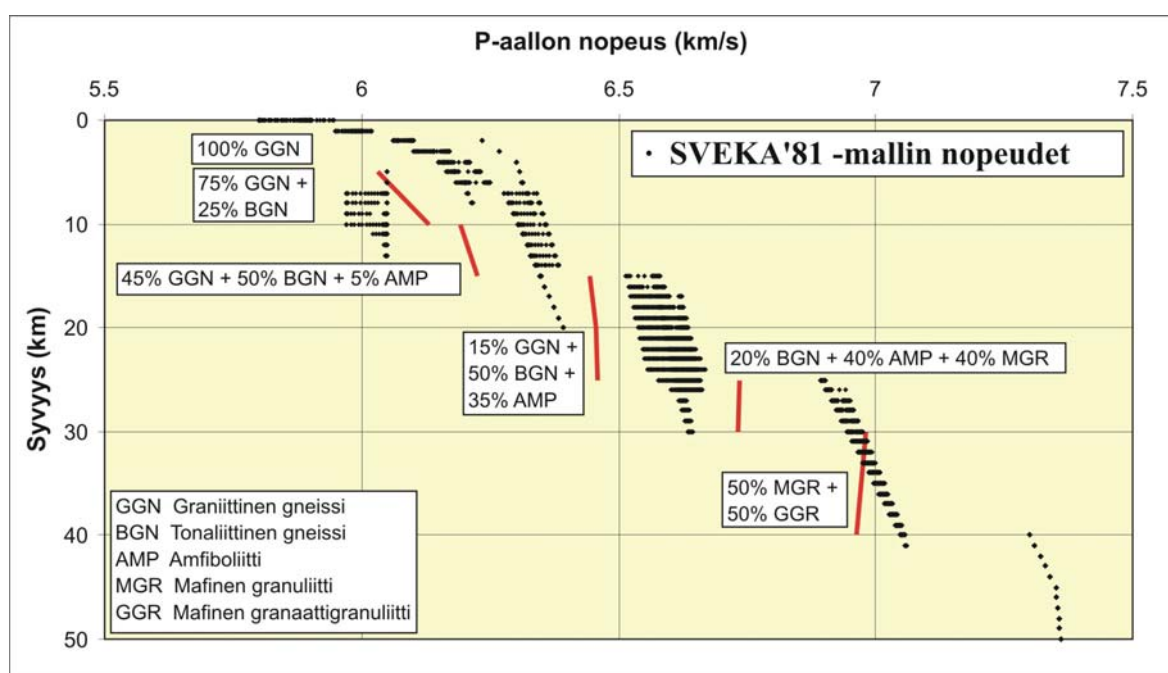 P-aallon nopeus (km/s)
5.5 6 6.5 7 7.5
0
10
20
30
40
50
Syvyys (km)
· SVEKA'81 -mallin nopeudet
100% GGN
75% GGN +
25% BGN
45% GGN + 50% BGN + 5% AMP
15% GGN +
50% BGN +
35% AMP
20% BGN + 40% AMP + 40% MGR
50% MGR +
50% GGR
GGN Graniittinen gneissi
BGN Tonaliittinen gneissi
AMP Amfiboliitti
MGR Mafinen granuliitti
GGR Mafinen granaattigranuliitti